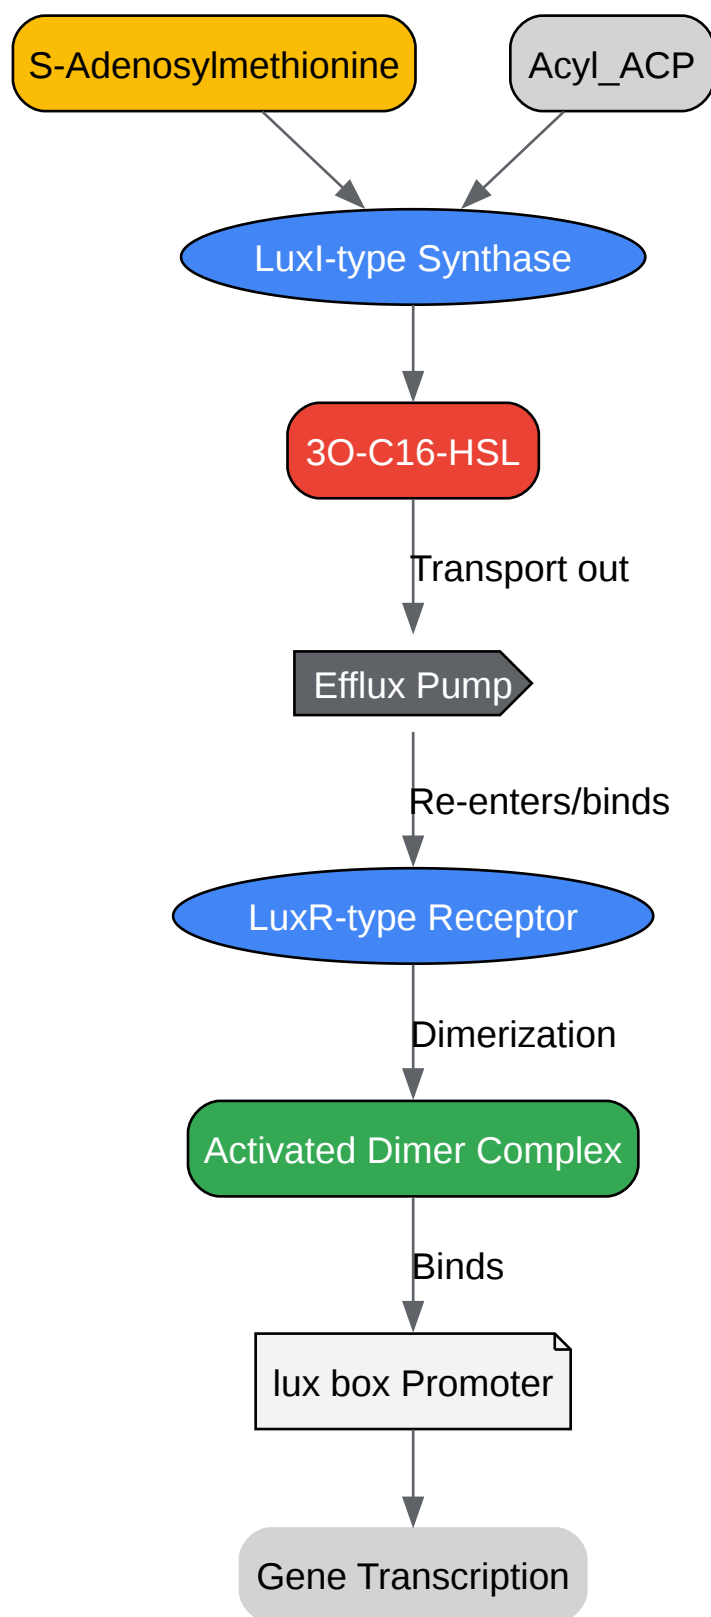 S-Adenosylmethionine
Acyl_ACP
LuxI-type Synthase
3O-C16-HSL
Transport out
Efflux Pump
Re-enters/binds
LuxR-type Receptor
Dimerization
Activated Dimer Complex
Binds
lux box Promoter
Gene Transcription